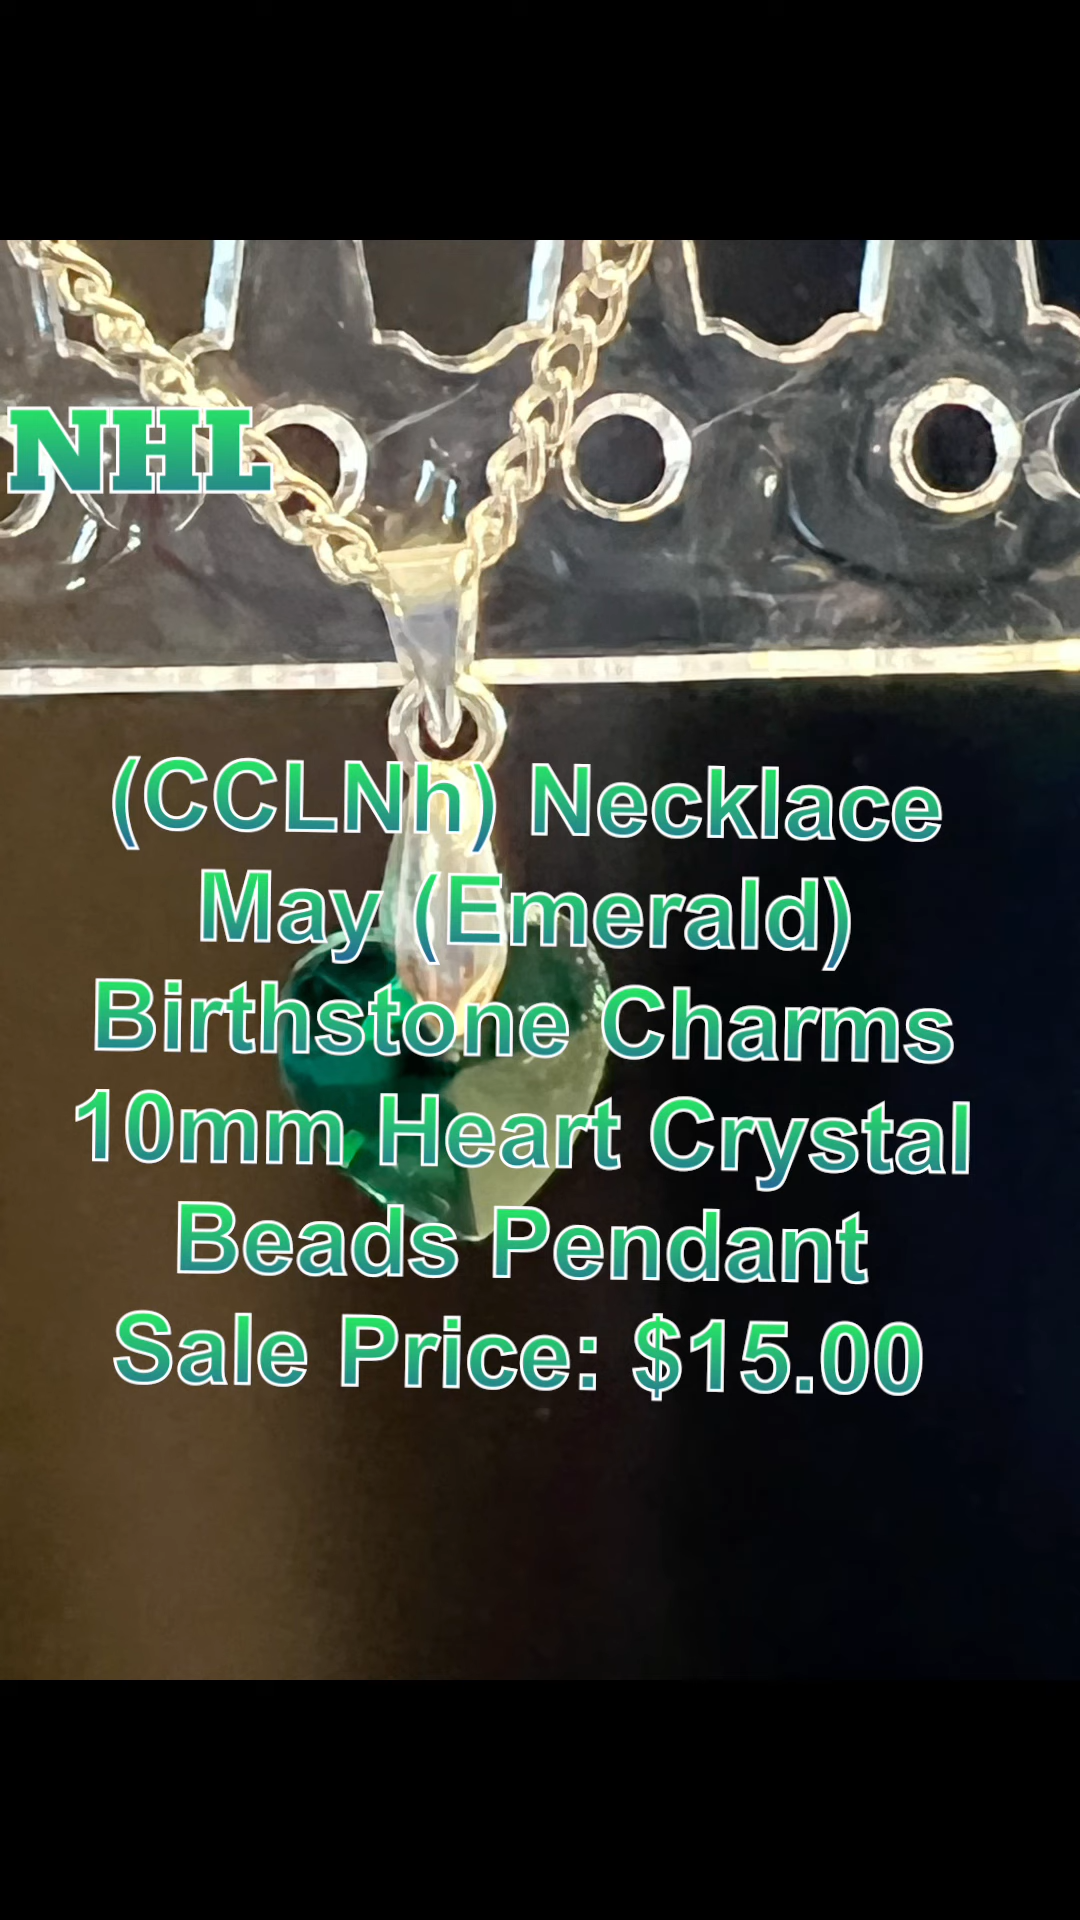 NHL
(CCLNh) Necklace
May (Emerald)
Birthstone Charms
10mm Heart Crystal
Beads Pendant
Sale Price: $15.00